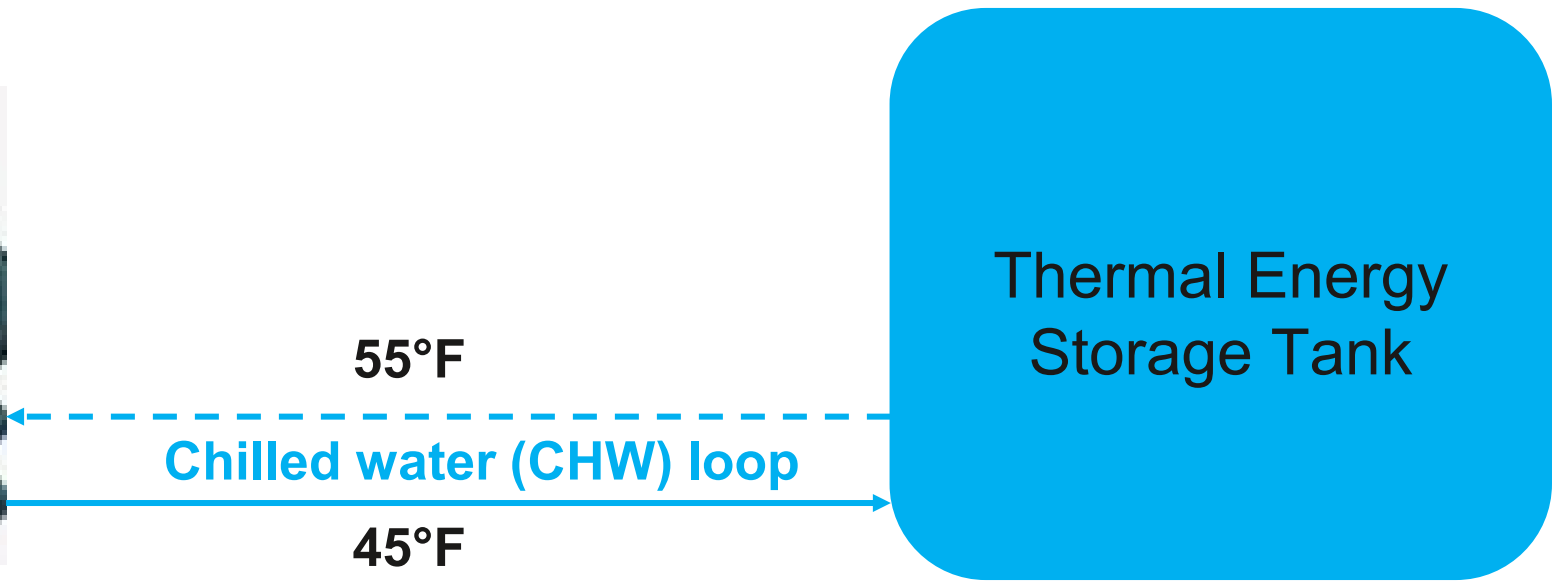 55°F
Chilled water (CHW) loop
45°F
Thermal Energy
Storage Tank